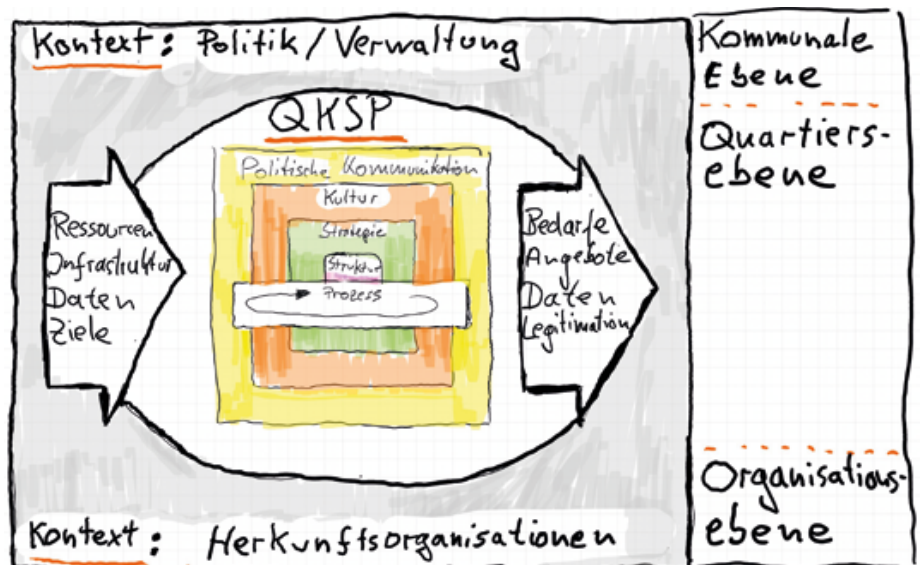 Kontext: Politik/Verwaltung
QKSP
Politische Kommunikation
Kultur
Strategie
Struktur
Prozess
Ressourcen
Infrastruktur
Daten
Ziele
Bedarfe
Angebote
Daten
Legitimation
Kontext: Herkunftsorganisationen
Kommunale
Ebene
Quartiers-
ebene
Organisations-
ebene